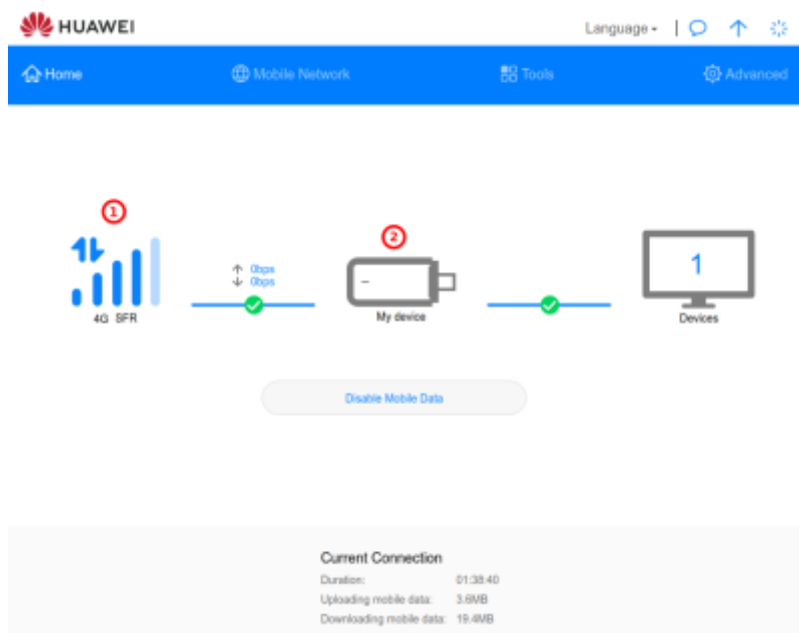 HUAWEI
Language
Home
Mobile Network
Tools
Advanced
1
2
1
0bps
0bps
4G SFR
My device
Devices
Disable Mobile Data
Current Connection
Duration: 01:38:40
Uploading mobile data: 3.6MB
Downloading mobile data: 19.4MB